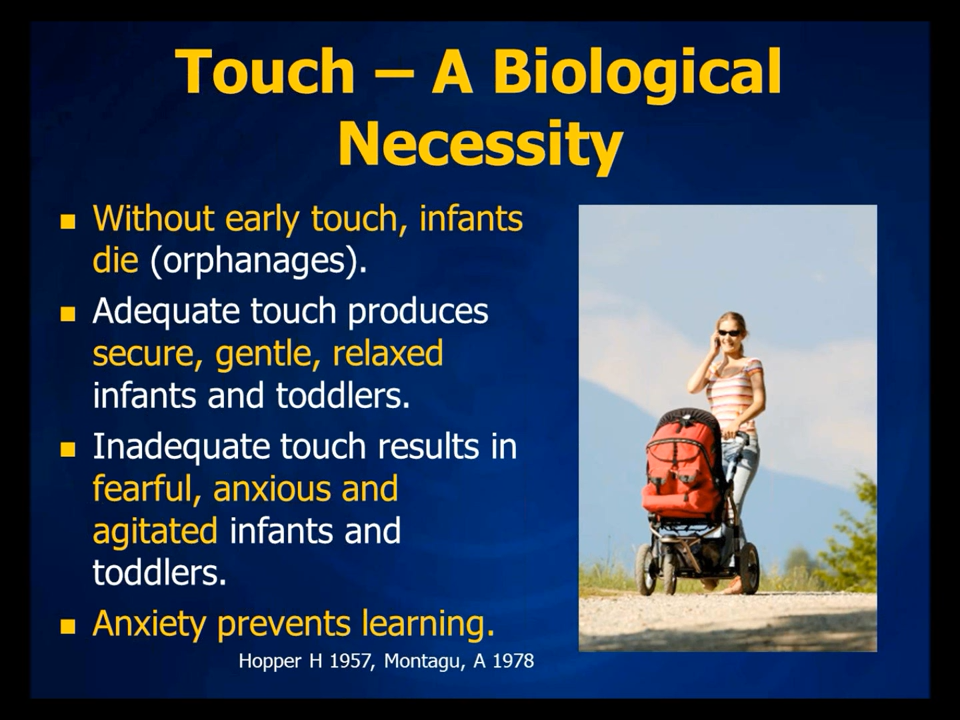 Touch – A Biological
Necessity
Without early touch, infants
die (orphanages).
Adequate touch produces
secure, gentle, relaxed
infants and toddlers.
Inadequate touch results in
fearful, anxious and
agitated infants and
toddlers.
Anxiety prevents learning.
Hopper H 1957, Montagu, A 1978